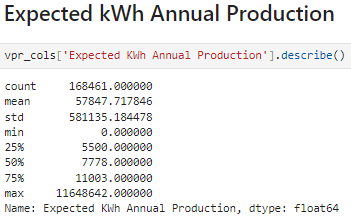 Expected kWh Annual Production
vpr_cols['Expected KWh Annual Production'].describe()
count 168461.000000
mean 57847.717846
std 581135.184478
min 0.000000
25% 5500.000000
50% 7778.000000
75% 11003.000000
max 11648642.000000
Name: Expected KWh Annual Production, dtype: float64